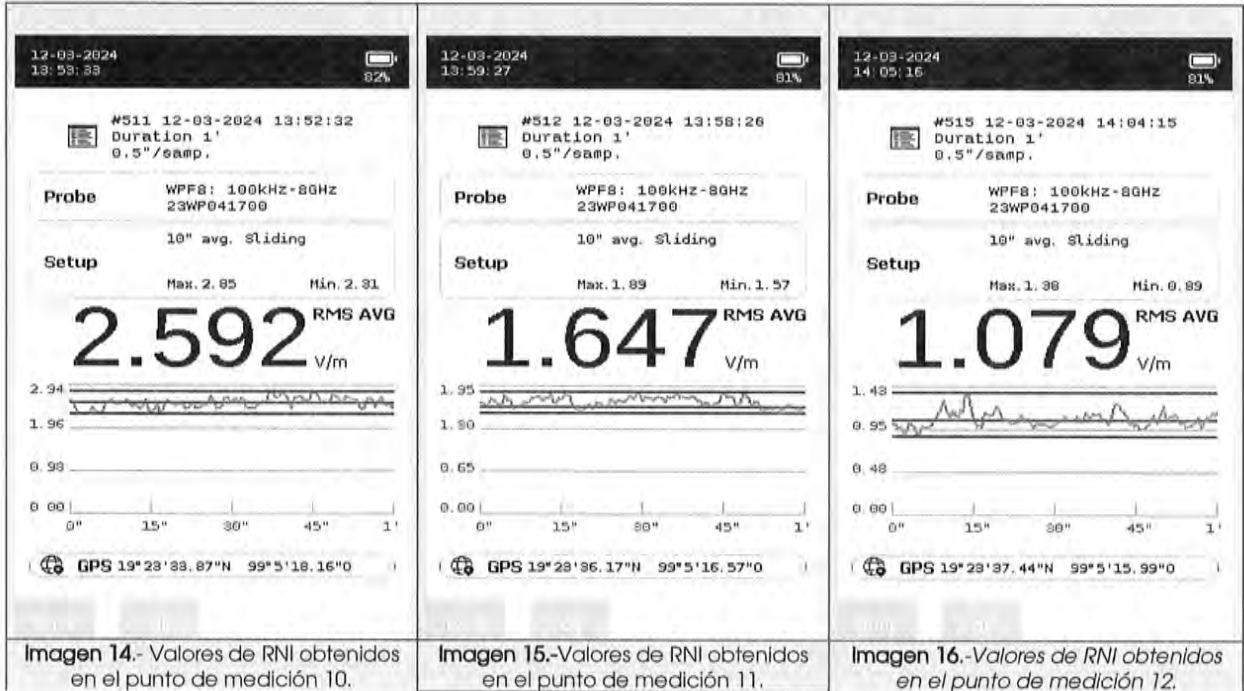 12-03-2024
13:53:33
82%
#511 12-03-2024 13:52:32
Duration 1'
0.5"/samp.
Probe
WPF8: 100kHz-8GHz
23WP041700
10" avg. Sliding
Setup
Max.2.85 Min.2.31
2.592 RMS AVG
V/m
2.94
1.96
0.98
0.00
0" 15" 30" 45" 1'
GPS 19°23'33.87"N 99°5'18.16"O
Imagen 14.- Valores de RNI obtenidos
en el punto de medición 10.
12-03-2024
13:59:27
81%
#512 12-03-2024 13:58:26
Duration 1'
0.5"/samp.
Probe
WPF8: 100kHz-8GHz
23WP041700
10" avg. Sliding
Setup
Max.1.89 Min.1.57
1.647 RMS AVG
V/m
1.95
1.30
0.65
0.00
0" 15" 30" 45" 1'
GPS 19°23'36.17"N 99°5'16.57"O
Imagen 15.-Valores de RNI obtenidos
en el punto de medición 11.
12-03-2024
14:05:16
81%
#515 12-03-2024 14:04:15
Duration 1'
0.5"/samp.
Probe
WPF8: 100kHz-8GHz
23WP041700
10" avg. Sliding
Setup
Max.1.38 Min.0.89
1.079 RMS AVG
V/m
1.43
0.95
0.48
0.00
0" 15" 30" 45" 1'
GPS 19°23'37.44"N 99°5'15.99"O
Imagen 16.-Valores de RNI obtenidos
en el punto de medición 12.